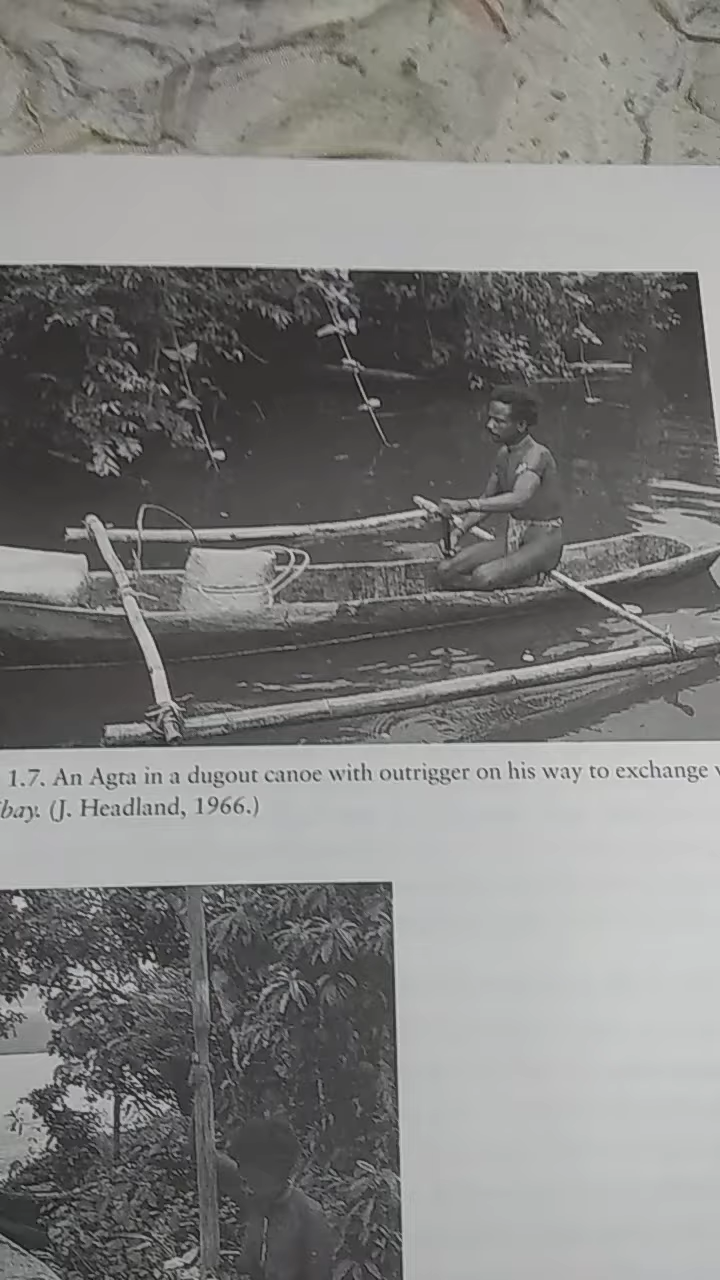 1.7. An Agta in a dugout canoe with outrigger on his way to exchange
bay. (J. Headland, 1966.)